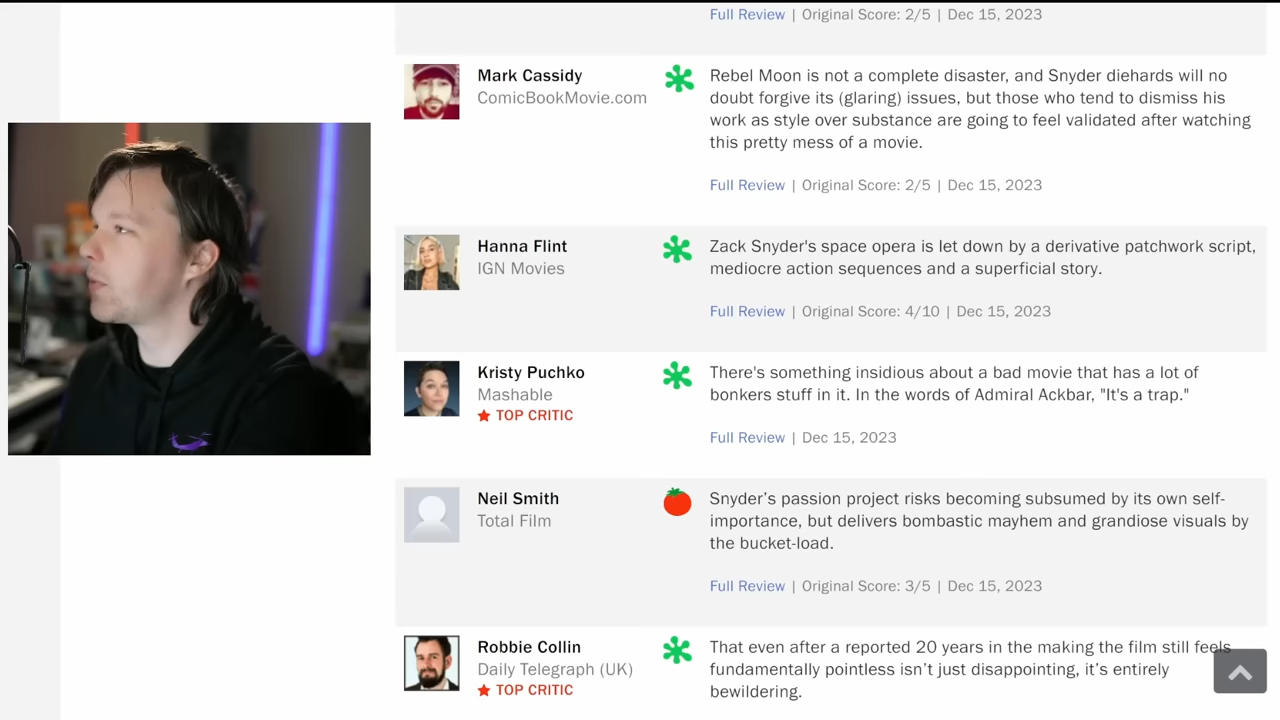 Full Review | Original Score: 2/5 | Dec 15, 2023
Mark Cassidy
ComicBookMovie.com
Rebel Moon is not a complete disaster, and Snyder diehards will no
doubt forgive its (glaring) issues, but those who tend to dismiss his
work as style over substance are going to feel validated after watching
this pretty mess of a movie.
Full Review | Original Score: 2/5 | Dec 15, 2023
Hanna Flint
IGN Movies
Zack Snyder's space opera is let down by a derivative patchwork script,
mediocre action sequences and a superficial story.
Full Review | Original Score: 4/10 | Dec 15, 2023
Kristy Puchko
Mashable
TOP CRITIC
There's something insidious about a bad movie that has a lot of
bonkers stuff in it. In the words of Admiral Ackbar, "It's a trap."
Full Review | Dec 15, 2023
Neil Smith
Total Film
Snyder’s passion project risks becoming subsumed by its own self-
importance, but delivers bombastic mayhem and grandiose visuals by
the bucket-load.
Full Review | Original Score: 3/5 | Dec 15, 2023
Robbie Collin
Daily Telegraph (UK)
TOP CRITIC
That even after a reported 20 years in the making the film still feels
fundamentally pointless isn’t just disappointing, it’s entirely
bewildering.